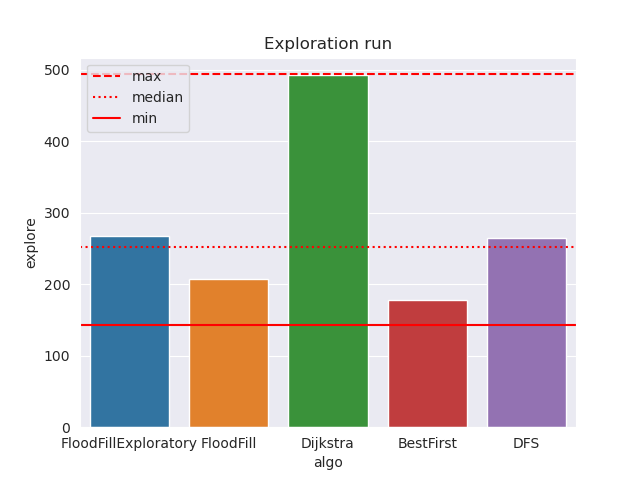 Exploration run
max
median
min
500
400
300
200
100
0
explore
FloodFillExploratory FloodFill Dijkstra BestFirst DFS
algo